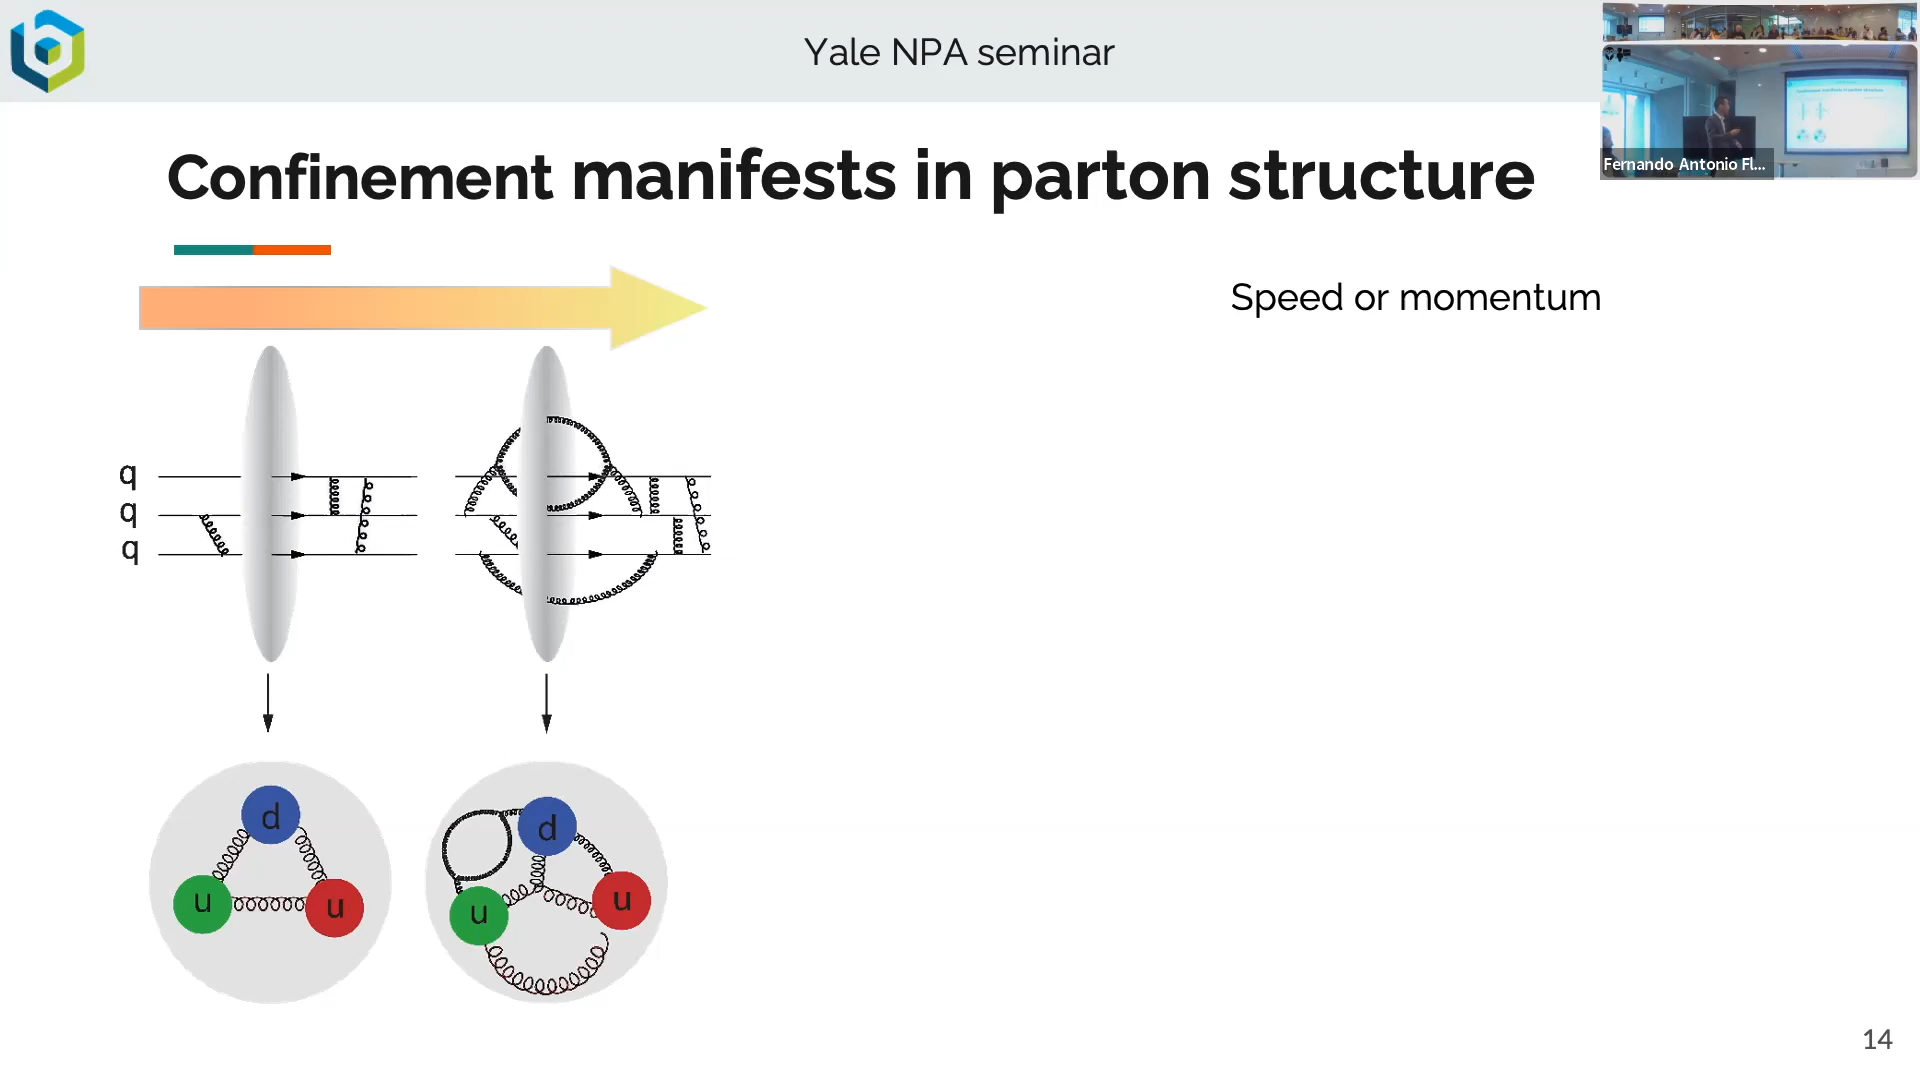 Yale NPA seminar
Fernando Antonio Fl...
Confinement manifests in parton structure
Speed or momentum
q
q
q
d
u
u
d
u
u
14